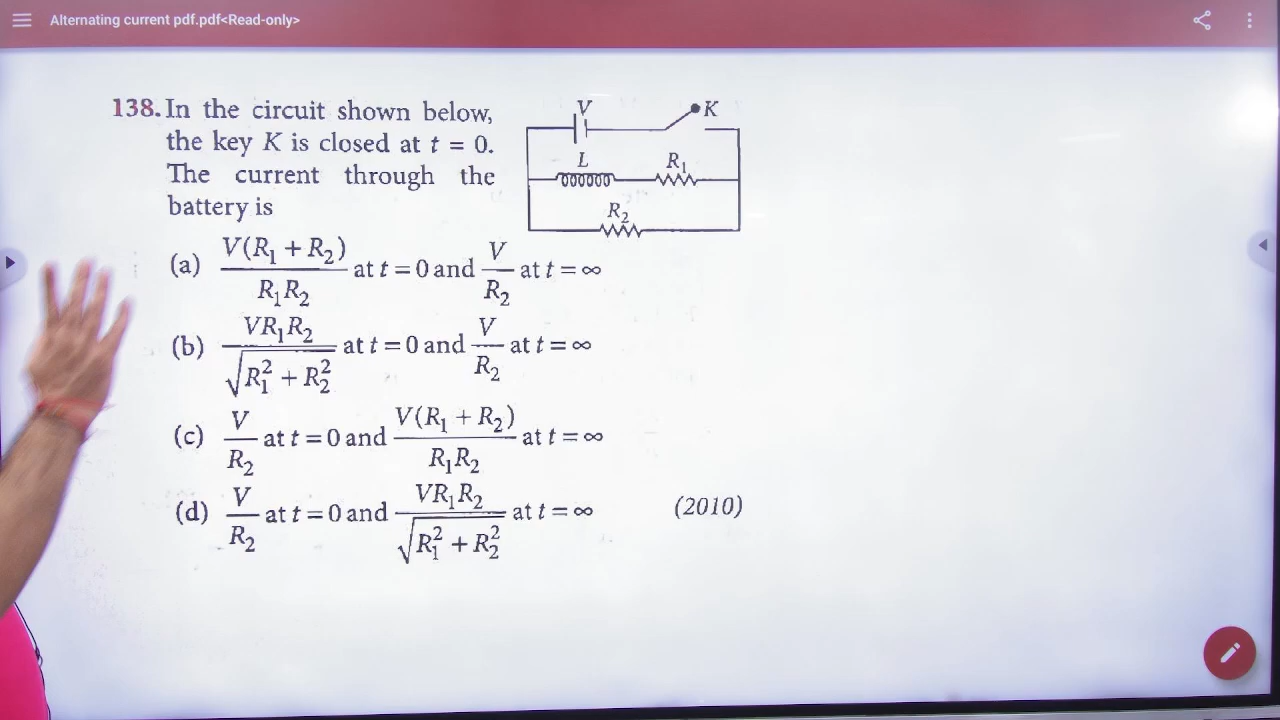 Alternating current pdf.pdf<Read-only>
138. In the circuit shown below,
the key K is closed at t = 0.
The current through the
battery is
V
K
L
R₁
R₂
(a) V(R₁ + R₂) / R₁R₂ at t = 0 and V / R₂ at t = ∞
(b) VR₁R₂ / √(R₁² + R₂²) at t = 0 and V / R₂ at t = ∞
(c) V / R₂ at t = 0 and V(R₁ + R₂) / R₁R₂ at t = ∞
(d) V / R₂ at t = 0 and VR₁R₂ / √(R₁² + R₂²) at t = ∞
(2010)